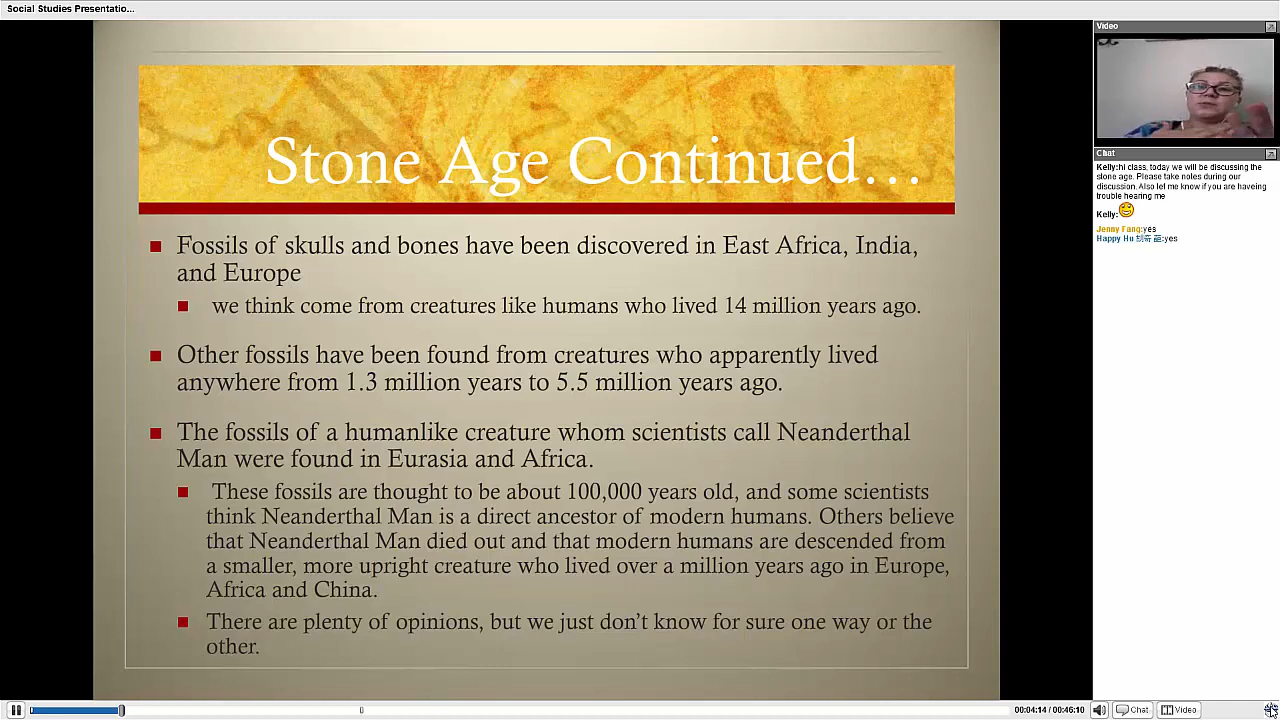 Social Studies Presentatio...
Stone Age Continued...
Fossils of skulls and bones have been discovered in East Africa, India,
and Europe
we think come from creatures like humans who lived 14 million years ago.
Other fossils have been found from creatures who apparently lived
anywhere from 1.3 million years to 5.5 million years ago.
The fossils of a humanlike creature whom scientists call Neanderthal
Man were found in Eurasia and Africa.
These fossils are thought to be about 100,000 years old, and some scientists
think Neanderthal Man is a direct ancestor of modern humans. Others believe
that Neanderthal Man died out and that modern humans are descended from
a smaller, more upright creature who lived over a million years ago in Europe,
Africa and China.
There are plenty of opinions, but we just don't know for sure one way or the
other.
Video
Chat
Kelly:hi class, today we will be discussing the
stone age. Please take notes during our
discussion. Also let me know if you are haveing
trouble hearing me
Kelly:
Jenny Fang:yes
Happy Hu:yes
00:04:14 / 00:46:10
Chat
Video